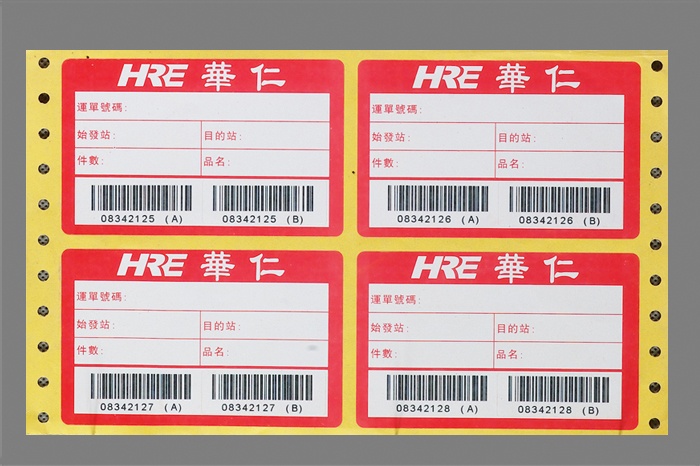 HRE 華仁
運單號碼:
始發站: 目的站:
件數: 品名:
08342125 (A) 08342125 (B)
HRE 華仁
運單號碼:
始發站: 目的站:
件數: 品名:
08342126 (A) 08342126 (B)
HRE 華仁
運單號碼:
始發站: 目的站:
件數: 品名:
08342127 (A) 08342127 (B)
HRE 華仁
運單號碼:
始發站: 目的站:
件數: 品名:
08342128 (A) 08342128 (B)